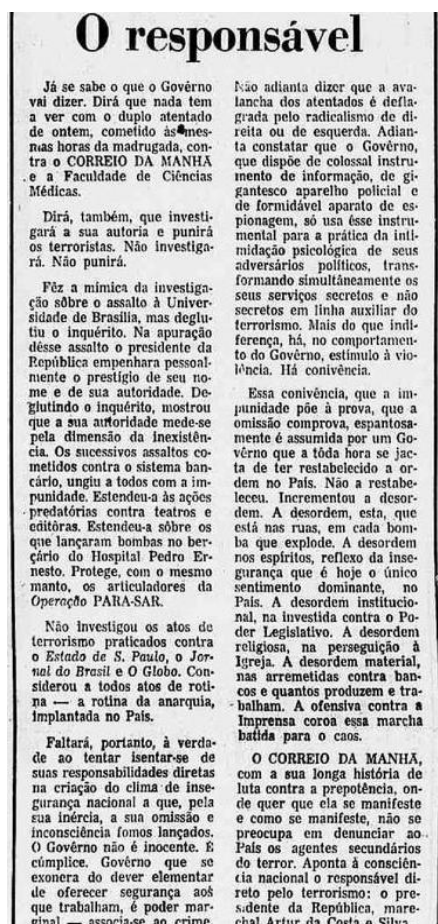 O responsável
Já se sabe o que o Govêrno
vai dizer. Dirá que nada tem
a ver com o duplo atentado
de ontem, cometido às mes-
mas horas da madrugada, con-
tra o CORREIO DA MANHÃ
e a Faculdade de Ciências
Médicas.
Dirá, também, que investi-
gará a sua autoria e punirá
os terroristas. Não investiga-
rá. Não punirá.
Fêz a mímica da investiga-
ção sôbre o assalto à Univer-
sidade de Brasília, mas deglu-
tiu o inquérito. Na apuração
dêsse assalto o presidente da
República empenhara pessoal-
mente o prestígio de seu no-
me e de sua autoridade. De-
glutindo o inquérito, mostrou
que a sua autoridade mede-se
pela dimensão da inexistên-
cia. Os sucessivos assaltos co-
metidos contra o sistema ban-
cário, ungiu a todos com a im-
punidade. Estendeu-a às ações
predatórias contra teatros e
editôras. Estendeu-a sôbre os
que lançaram bombas no ber-
çário do Hospital Pedro Er-
nesto. Protege, com o mesmo
manto, os articuladores da
Operação PARA-SAR.
Não investigou os atos de
terrorismo praticados contra
o Estado de S. Paulo, o Jor-
nal do Brasil e O Globo. Con-
siderou a todos atos de roti-
na — a rotina da anarquia,
implantada no País.
Faltará, portanto, à verda-
de ao tentar isentar-se de
suas responsabilidades diretas
na criação do clima de inse-
gurança nacional a que, pela
sua inércia, a sua omissão e
inconsciência fomos lançados.
O Govêrno não é inocente. É
cúmplice. Govêrno que se
exonera do dever elementar
de oferecer segurança aos
que trabalham, é poder mar-
ginal — associa-se ao crime.
Não adianta dizer que a ava-
lancha dos atentados é defla-
grada pelo radicalismo de di-
reita ou de esquerda. Adian-
ta constatar que o Govêrno,
que dispõe de colossal instru-
mento de informação, de gi-
gantesco aparelho policial e
de formidável aparato de es-
pionagem, só usa êsse instru-
mental para a prática da inti-
midação psicológica de seus
adversários políticos, trans-
formando simultâneamente os
seus serviços secretos e não
secretos em linha auxiliar do
terrorismo. Mais do que indi-
ferença, há, no comportamen-
to do Govêrno, estímulo à vio-
lência. Há conivência.
Essa conivência, que a im-
punidade põe à prova, que a
omissão comprova, espantosa-
mente é assumida por um Go-
vêrno que a tôda hora se jac-
ta de ter restabelecido a or-
dem no País. Não a restabe-
leceu. Incrementou a desor-
dem. A desordem, esta, que
está nas ruas, em cada bom-
ba que explode. A desordem
nos espíritos, reflexo da inse-
gurança que é hoje o único
sentimento dominante, no
País. A desordem institucio-
nal, na investida contra o Po-
der Legislativo. A desordem
religiosa, na perseguição à
Igreja. A desordem material,
nas arremetidas contra ban-
cos e quantos produzem e tra-
balham. A ofensiva contra a
Imprensa coroa essa marcha
batida para o caos.
O CORREIO DA MANHÃ,
com a sua longa história de
luta contra a prepotência, on-
de quer que ela se manifeste
e como se manifeste, não se
preocupa em denunciar ao
País os agentes secundários
do terror. Aponta à consciên-
cia nacional o responsável di-
reto pelo terrorismo: o pre-
sidente da República, mare-
chal Artur da Costa e Silva